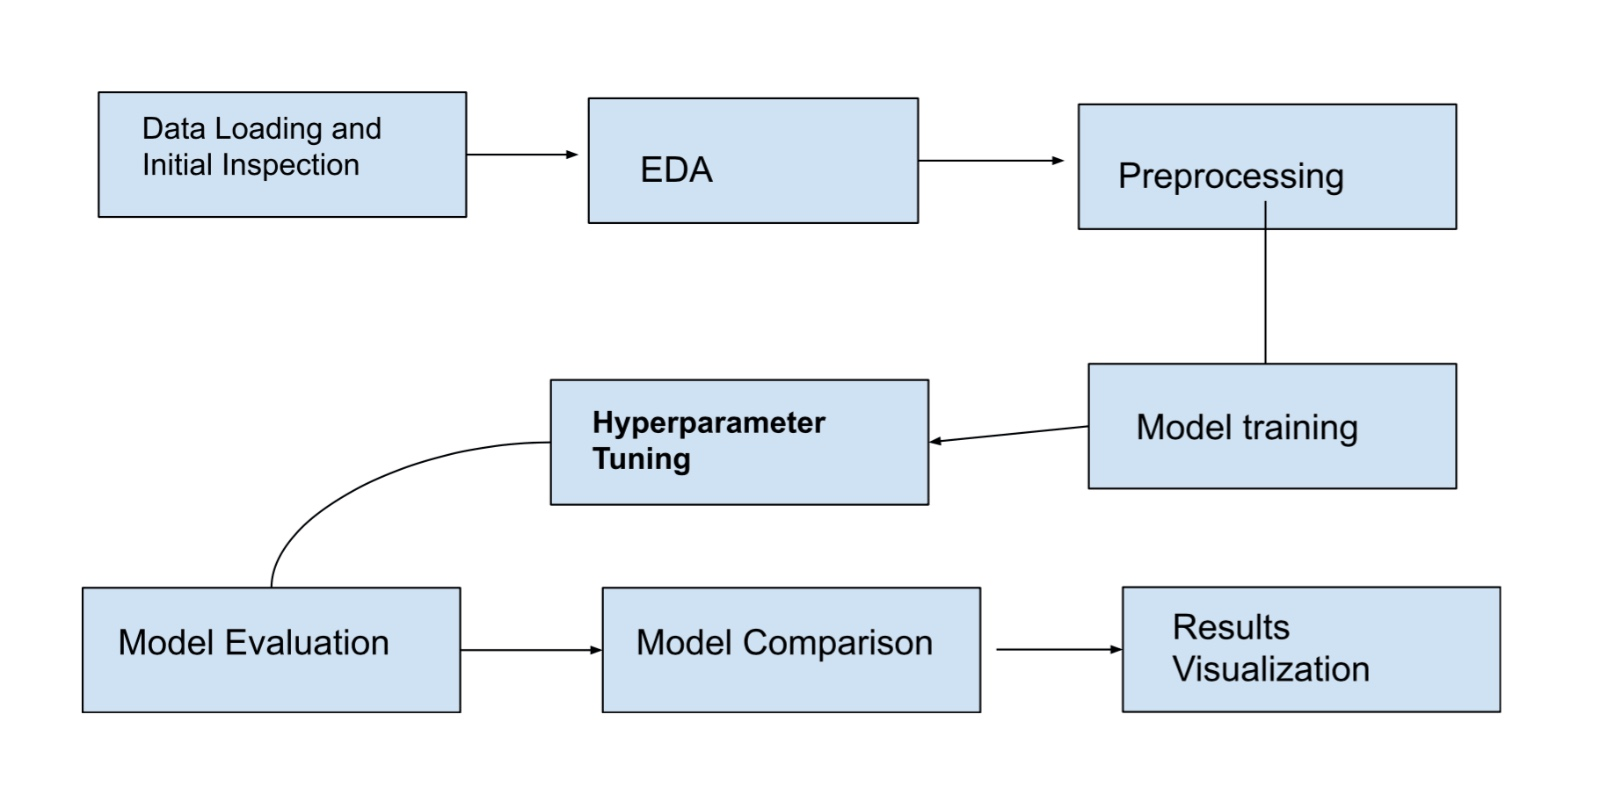 Data Loading and
Initial Inspection
EDA
Preprocessing
Model training
Hyperparameter
Tuning
Model Evaluation
Model Comparison
Results
Visualization